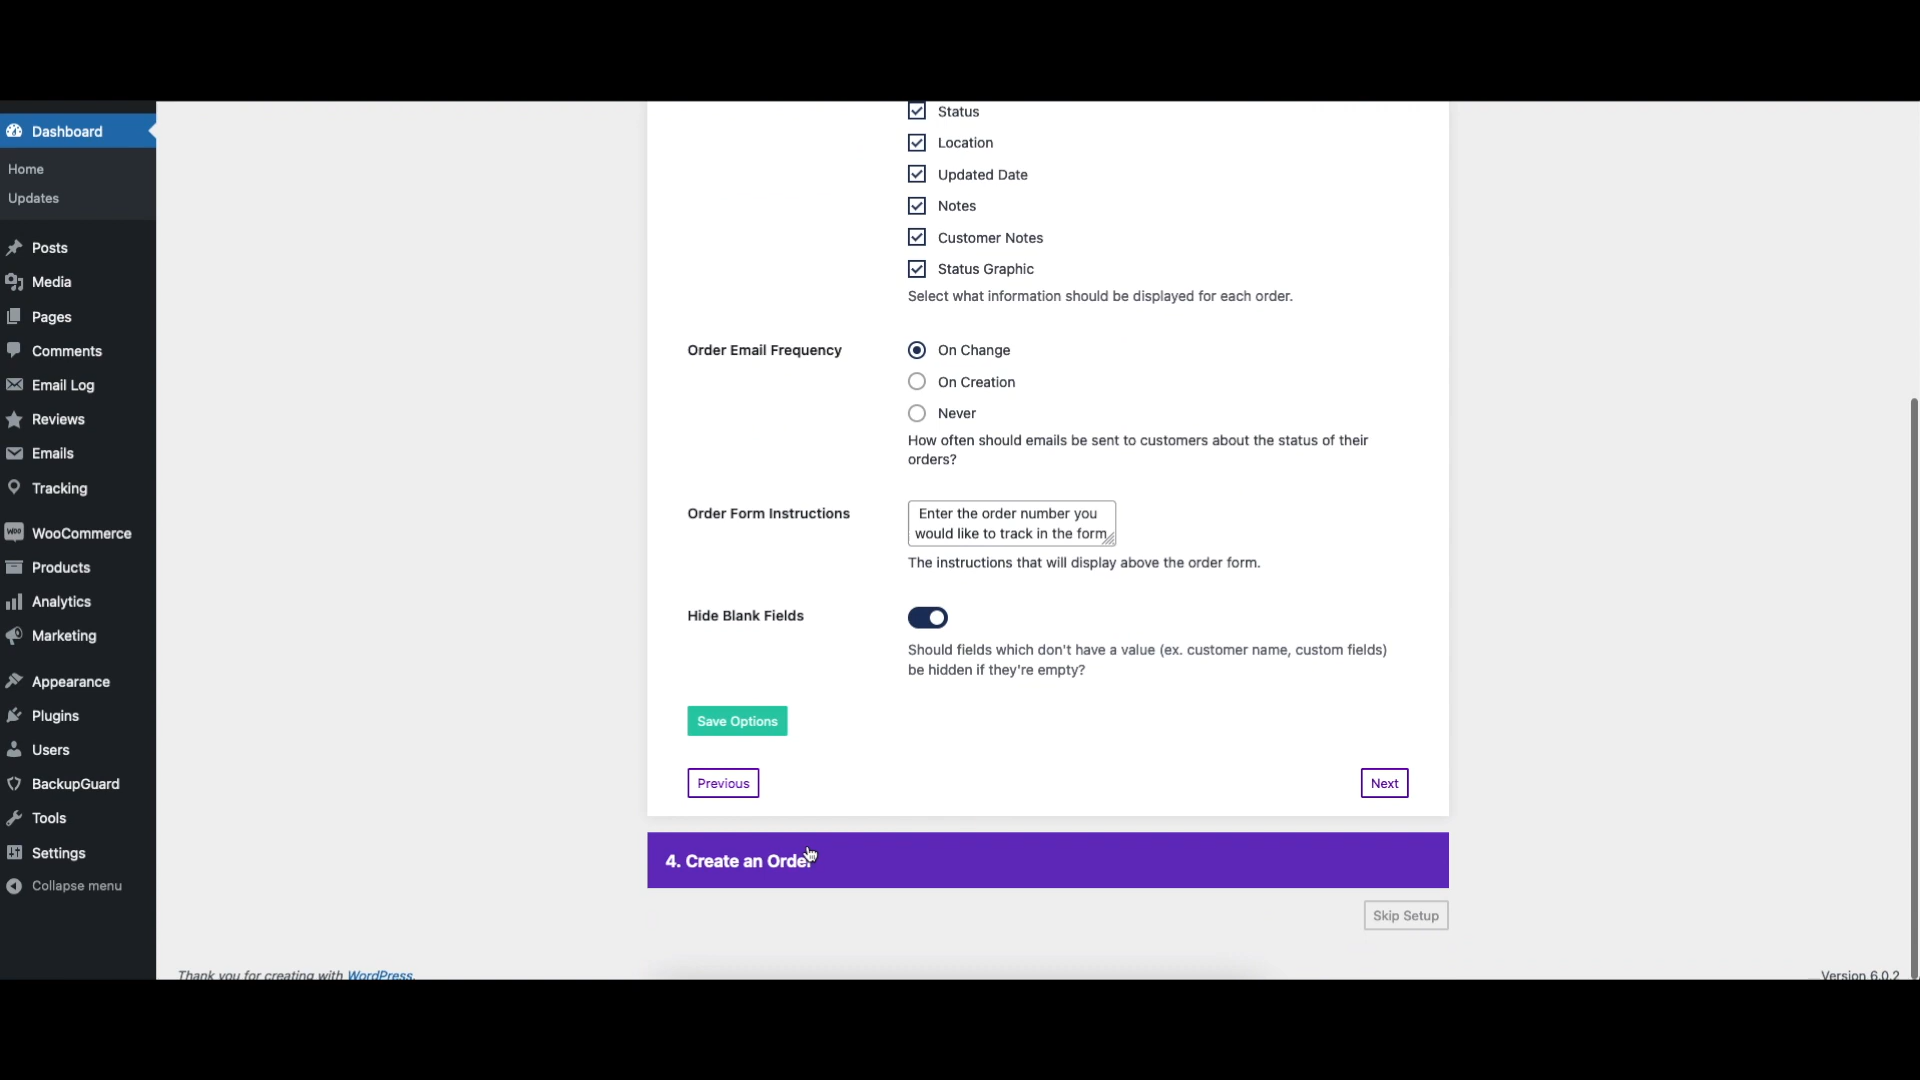 Dashboard
Home
Updates
Posts
Media
Pages
Comments
Email Log
Reviews
Emails
Tracking
WooCommerce
Products
Analytics
Marketing
Appearance
Plugins
Users
BackupGuard
Tools
Settings
Collapse menu
Status
Location
Updated Date
Notes
Customer Notes
Status Graphic
Select what information should be displayed for each order.
Order Email Frequency
On Change
On Creation
Never
How often should emails be sent to customers about the status of their
orders?
Order Form Instructions
Enter the order number you
would like to track in the form
The instructions that will display above the order form.
Hide Blank Fields
Should fields which don't have a value (ex. customer name, custom fields)
be hidden if they're empty?
Save Options
Previous
Next
4. Create an Order
Skip Setup
Thank you for creating with WordPress.
Version 6.0.2